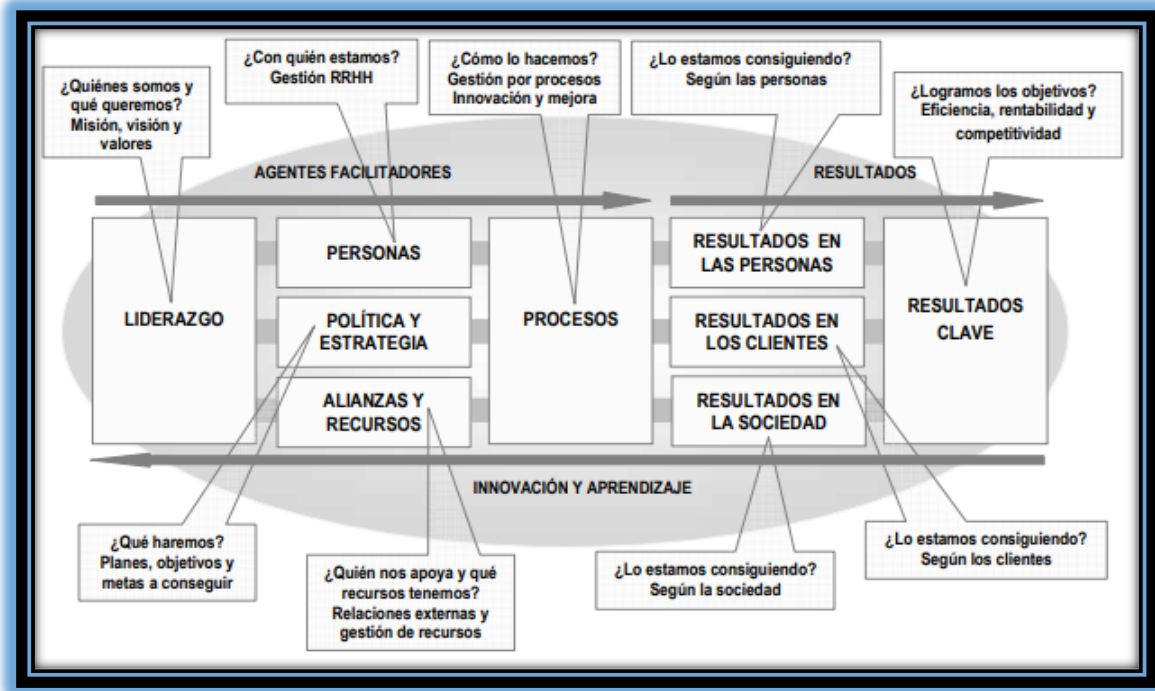 ¿Quiénes somos y
qué queremos?
Misión, visión y
valores
¿Con quién estamos?
Gestión RRHH
¿Cómo lo hacemos?
Gestión por procesos
Innovación y mejora
¿Lo estamos consiguiendo?
Según las personas
¿Logramos los objetivos?
Eficiencia, rentabilidad y
competitividad
AGENTES FACILITADORES
RESULTADOS
LIDERAZGO
PERSONAS
POLÍTICA Y
ESTRATEGIA
ALIANZAS Y
RECURSOS
PROCESOS
RESULTADOS EN
LAS PERSONAS
RESULTADOS EN
LOS CLIENTES
RESULTADOS EN
LA SOCIEDAD
RESULTADOS
CLAVE
INNOVACIÓN Y APRENDIZAJE
¿Qué haremos?
Planes, objetivos y
metas a conseguir
¿Quién nos apoya y qué
recursos tenemos?
Relaciones externas y
gestión de recursos
¿Lo estamos consiguiendo?
Según la sociedad
¿Lo estamos consiguiendo?
Según los clientes